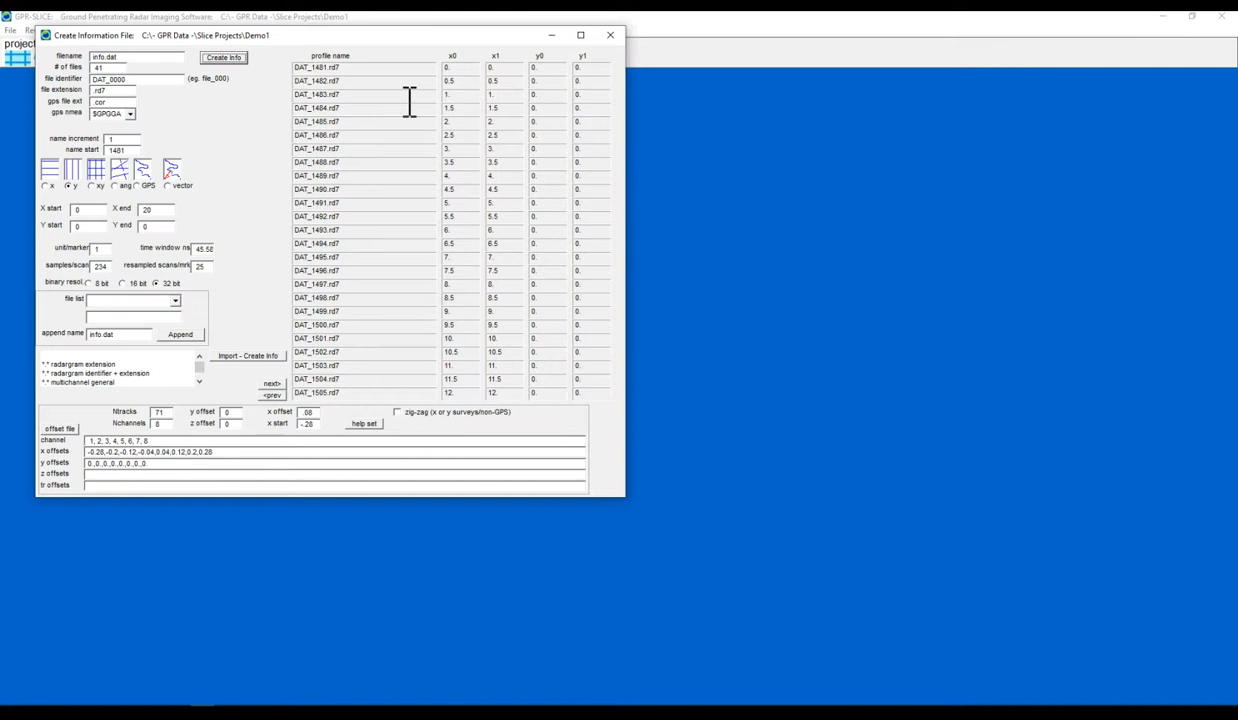 GPR-SLICE: Ground Penetrating Radar Imaging Software: C:\- GPR Data -\Slice Projects\Demo1
File
projec
Create Information File: C:\- GPR Data -\Slice Projects\Demo1
filename info.dat Create Info
# of files 41
file identifier DAT_0000 (eg. file_000)
file extension .rd7
gps file ext .cor
gps nmea $GPGGA
name increment 1
name start 1481
x y xy ang GPS vector
X start 0 X end 20
Y start 0 Y end 0
unit/marker 1 time window ns 45.58
samples/scan 234 resampled scans/mrk 25
binary resol. 8 bit 16 bit 32 bit
file list
append name info.dat Append
*.* radargram extension
*.* radargram identifier + extension
*.* multichannel general
Import - Create Info
next>
<prev
profile name x0 x1 y0 y1
DAT_1481.rd7 0. 0. 0. 0.
DAT_1482.rd7 0.5 0.5 0. 0.
DAT_1483.rd7 1. 1. 0. 0.
DAT_1484.rd7 1.5 1.5 0. 0.
DAT_1485.rd7 2. 2. 0. 0.
DAT_1486.rd7 2.5 2.5 0. 0.
DAT_1487.rd7 3. 3. 0. 0.
DAT_1488.rd7 3.5 3.5 0. 0.
DAT_1489.rd7 4. 4. 0. 0.
DAT_1490.rd7 4.5 4.5 0. 0.
DAT_1491.rd7 5. 5. 0. 0.
DAT_1492.rd7 5.5 5.5 0. 0.
DAT_1493.rd7 6. 6. 0. 0.
DAT_1494.rd7 6.5 6.5 0. 0.
DAT_1495.rd7 7. 7. 0. 0.
DAT_1496.rd7 7.5 7.5 0. 0.
DAT_1497.rd7 8. 8. 0. 0.
DAT_1498.rd7 8.5 8.5 0. 0.
DAT_1499.rd7 9. 9. 0. 0.
DAT_1500.rd7 9.5 9.5 0. 0.
DAT_1501.rd7 10. 10. 0. 0.
DAT_1502.rd7 10.5 10.5 0. 0.
DAT_1503.rd7 11. 11. 0. 0.
DAT_1504.rd7 11.5 11.5 0. 0.
DAT_1505.rd7 12. 12. 0. 0.
Ntracks 71 y offset 0 x offset .08 zig-zag (x or y surveys/non-GPS)
Nchannels 8 z offset 0 x start -.28 help set
offset file
channel 1, 2, 3, 4, 5, 6, 7, 8
x offsets -0.28,-0.2,-0.12,-0.04,0.04,0.12,0.2,0.28
y offsets 0.,0.,0.,0.,0.,0.,0.,0.
z offsets
tr offsets